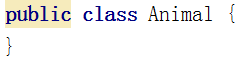 public class Animal {
}